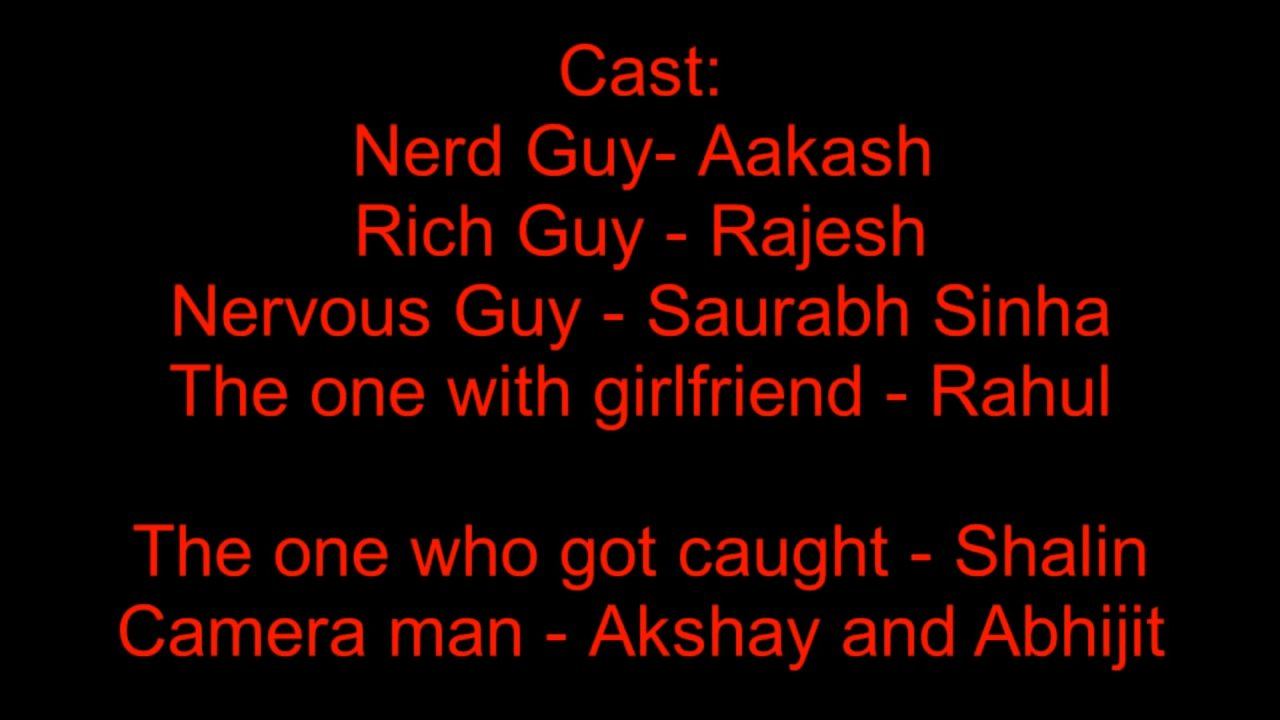 Cast:
Nerd Guy- Aakash
Rich Guy - Rajesh
Nervous Guy - Saurabh Sinha
The one with girlfriend - Rahul
The one who got caught - Shalin
Camera man - Akshay and Abhijit